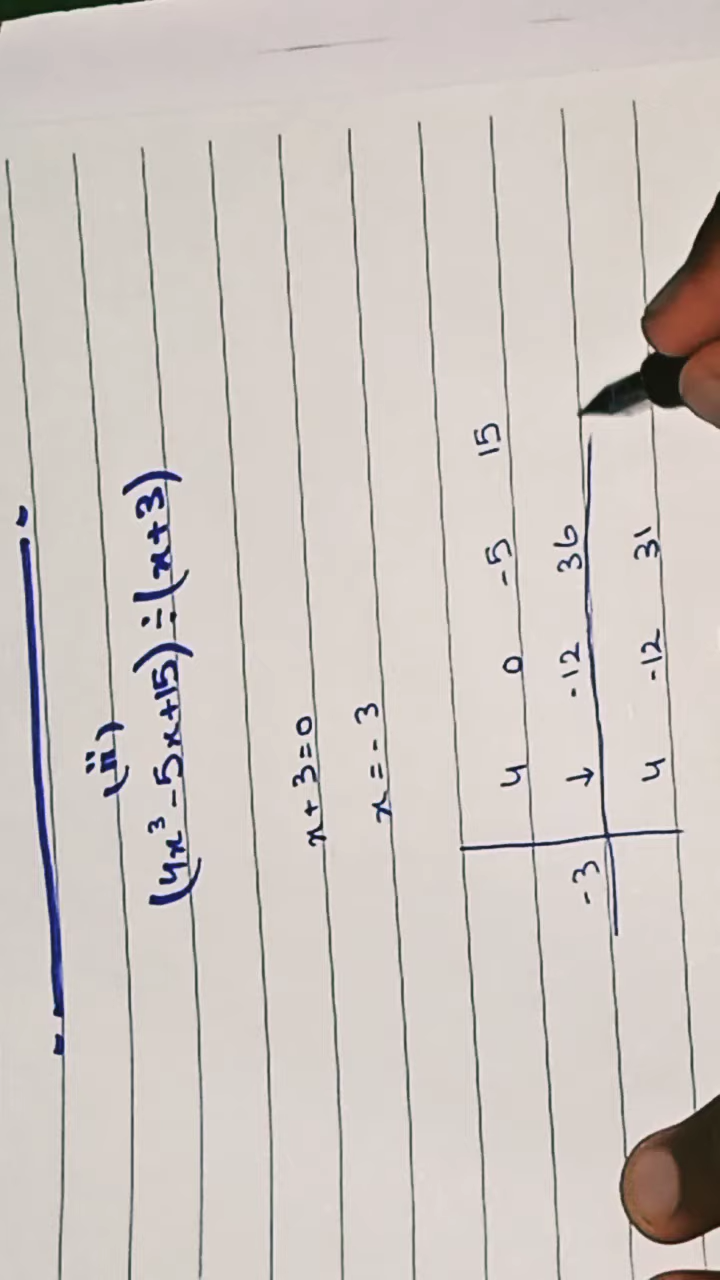 (ii)
(4x³ - 5x + 15) ÷ (x + 3)
x + 3 = 0
x = - 3
4 0 -5 15
-3 ↓ -12 36
4 -12 31